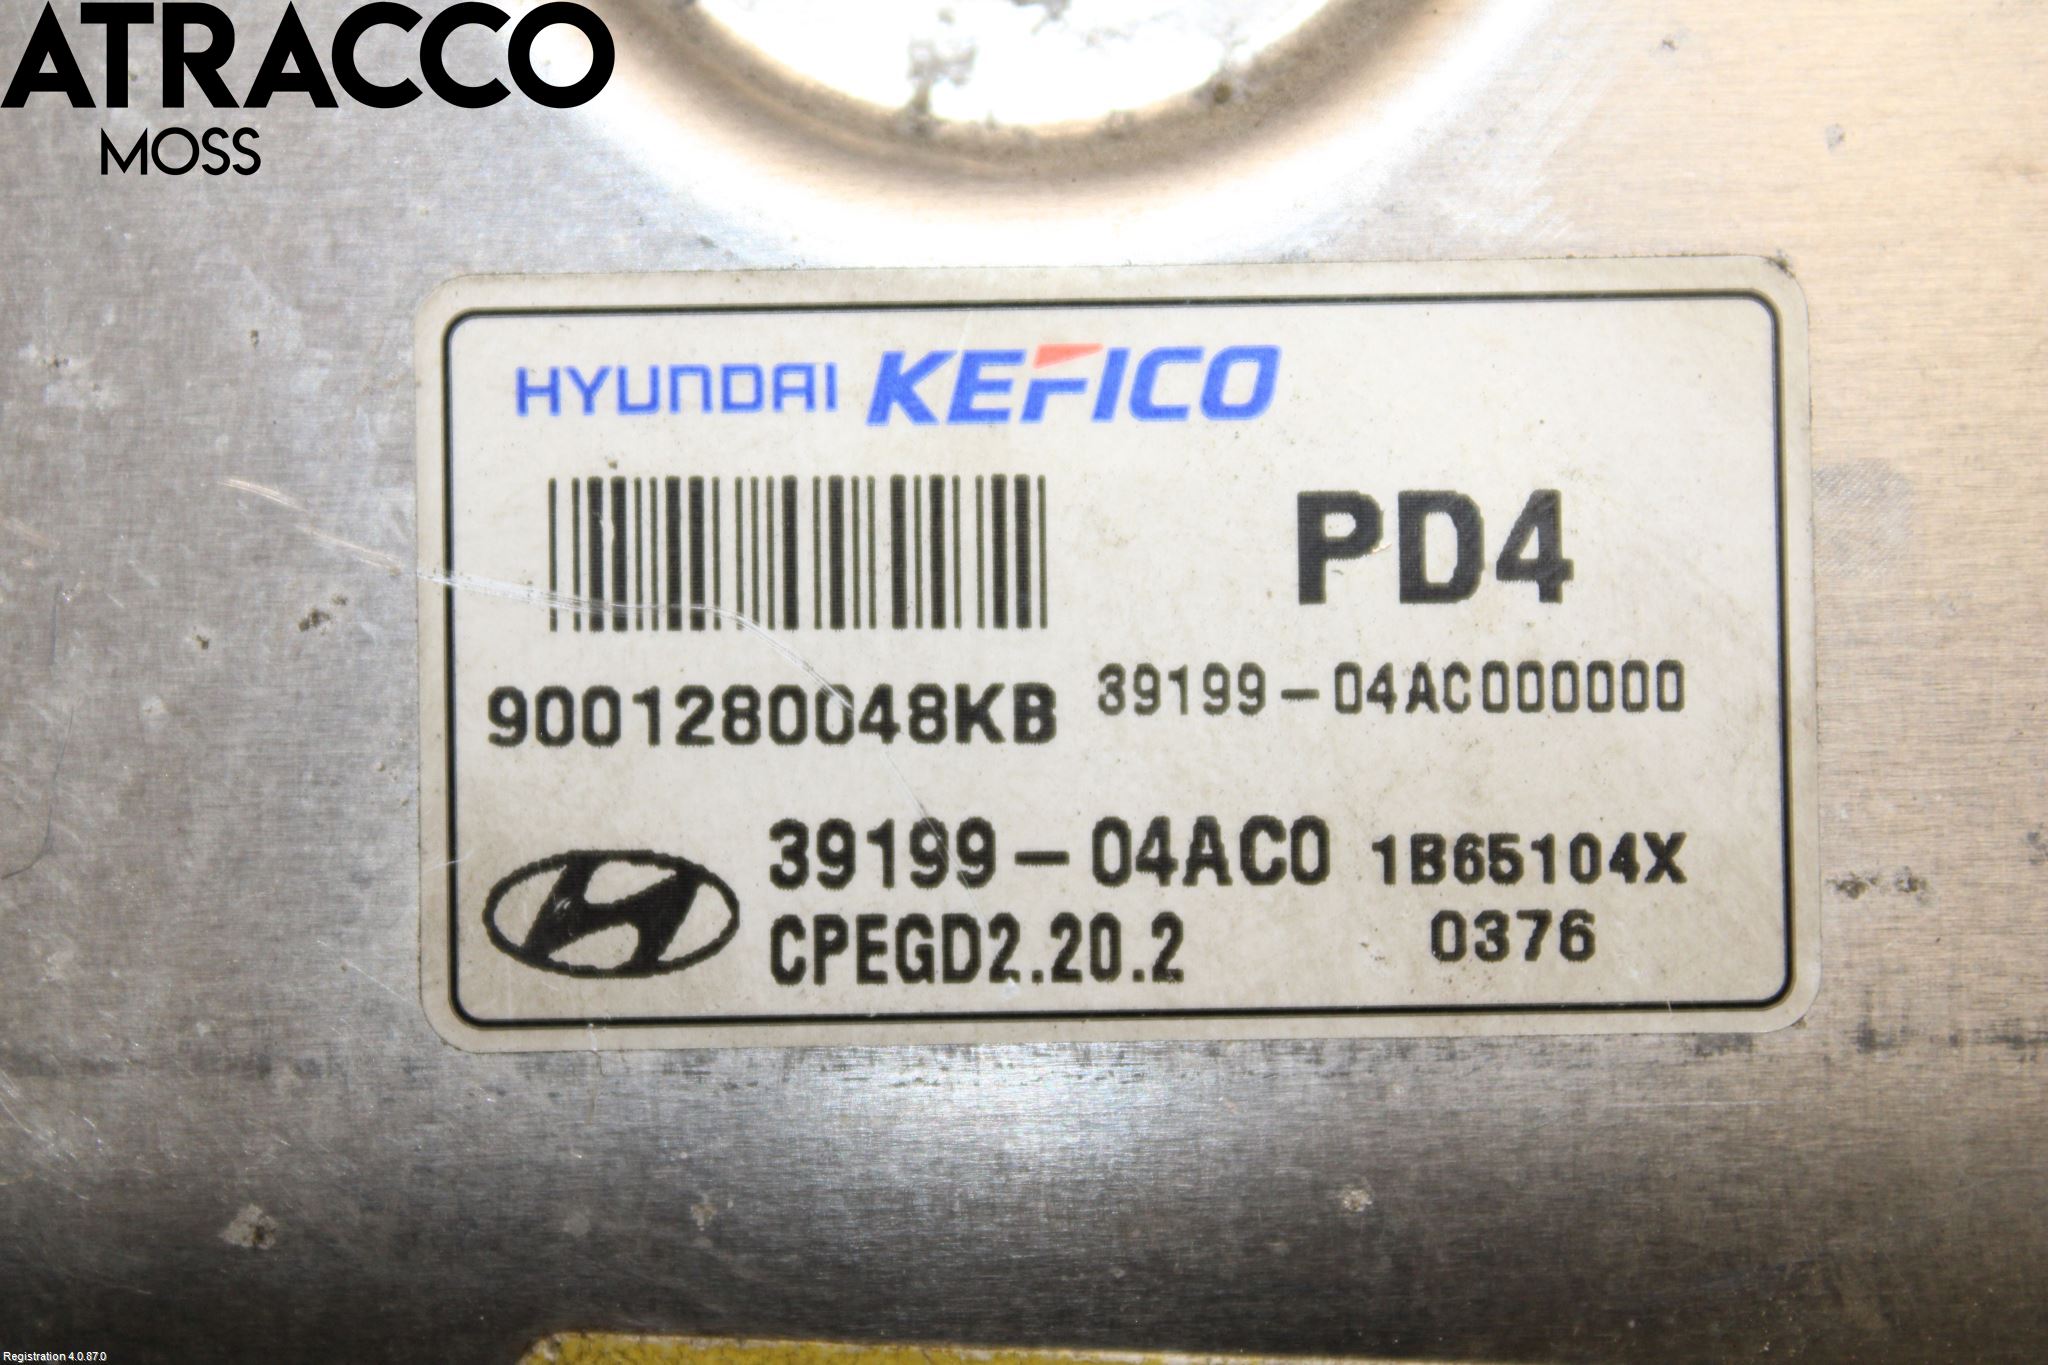 ATRACCO
MOSS
HYUNDAI KEFICO
PD4
9001280048KB
39199-04AC000000
39199-04AC0 1B65104X
CPEGD2.20.2 0376
Registration 4.0.87.0